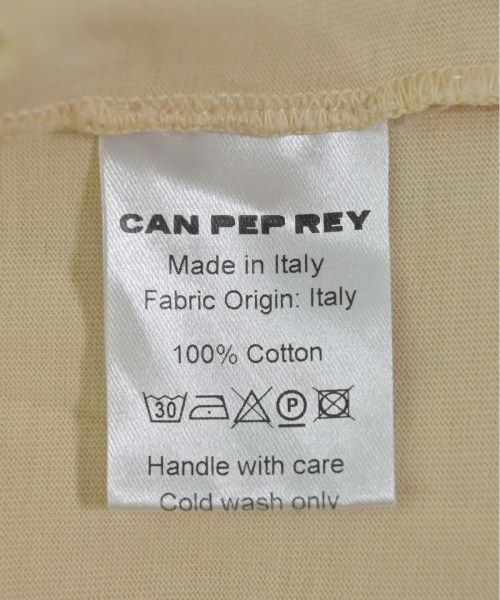 CAN PEP REY
Made in Italy
Fabric Origin: Italy
100% Cotton
30 P
Handle with care
Cold wash only